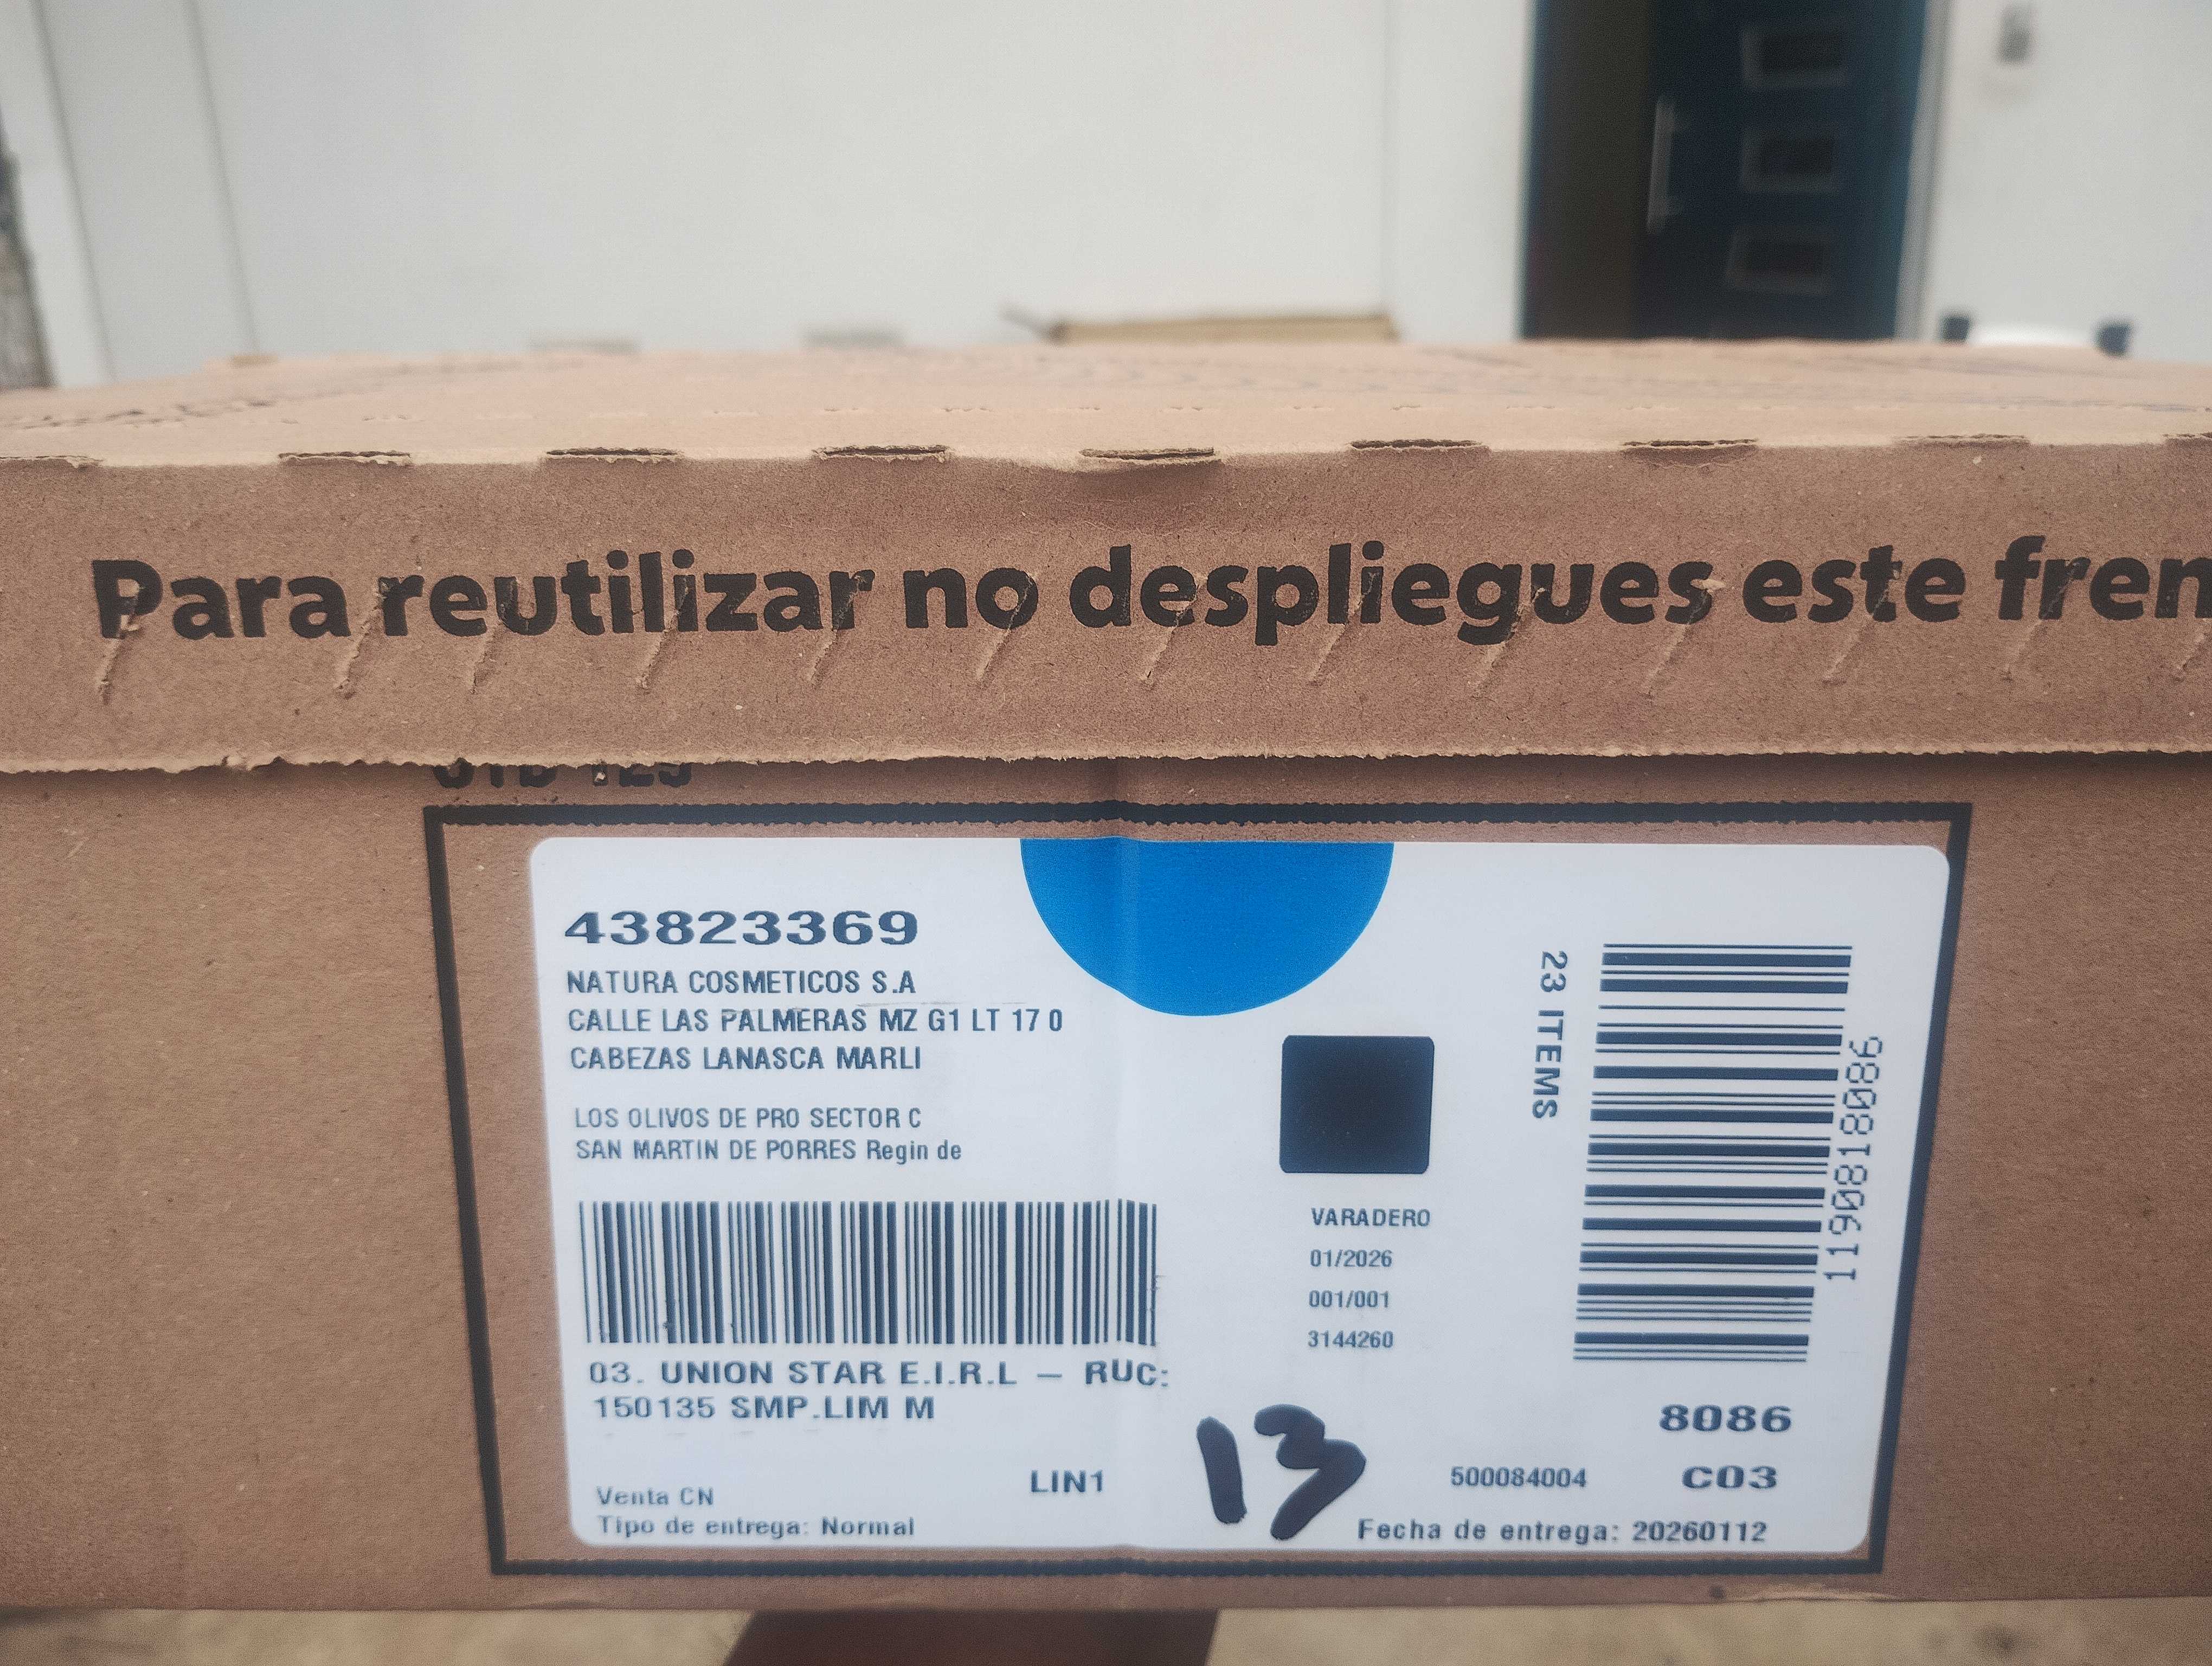 Para reutilizar no despliegues este fren
43823369
NATURA COSMETICOS S.A
CALLE LAS PALMERAS MZ G1 LT 17 0
CABEZAS LANASCA MARLI
LOS OLIVOS DE PRO SECTOR C
SAN MARTIN DE PORRES Regin de
03. UNION STAR E.I.R.L – RUC:
150135 SMP.LIM M
Venta CN
Tipo de entrega: Normal
LIN1
13
VARADERO
01/2026
001/001
3144260
23 ITEMS
1190818086
8086
500084004 C03
Fecha de entrega: 20260112